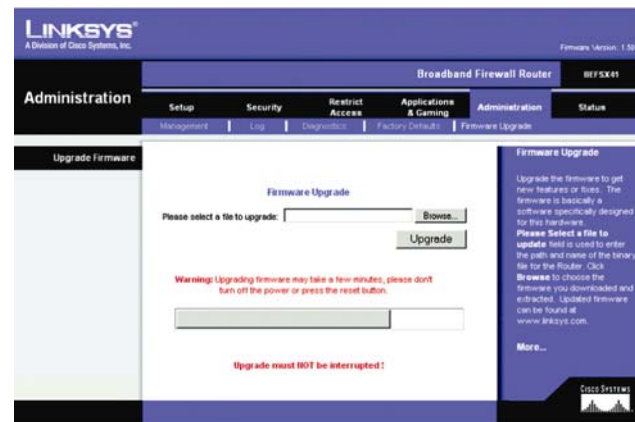 LINKSYS®
A Division of Cisco Systems, Inc.
Firmware Version: 1.50
Broadband Firewall Router
BEFSX41
Administration
Setup
Security
Restrict Access
Applications & Gaming
Administration
Status
Management
Log
Diagnostics
Factory Defaults
Firmware Upgrade
Upgrade Firmware
Firmware Upgrade
Please select a file to upgrade:
Browse...
Upgrade
Warning: Upgrading firmware may take a few minutes, please don't
turn off the power or press the reset button.
Upgrade must NOT be interrupted !
Firmware Upgrade
Upgrade the firmware to get
new features or fixes. The
firmware is basically a
software specifically designed
for this hardware.
Please Select a file to
update field is used to enter
the path and name of the binary
file for the Router. Click
Browse to choose the
firmware you downloaded and
extracted. Updated firmware
can be found at
www.linksys.com.
More...
CISCO SYSTEMS